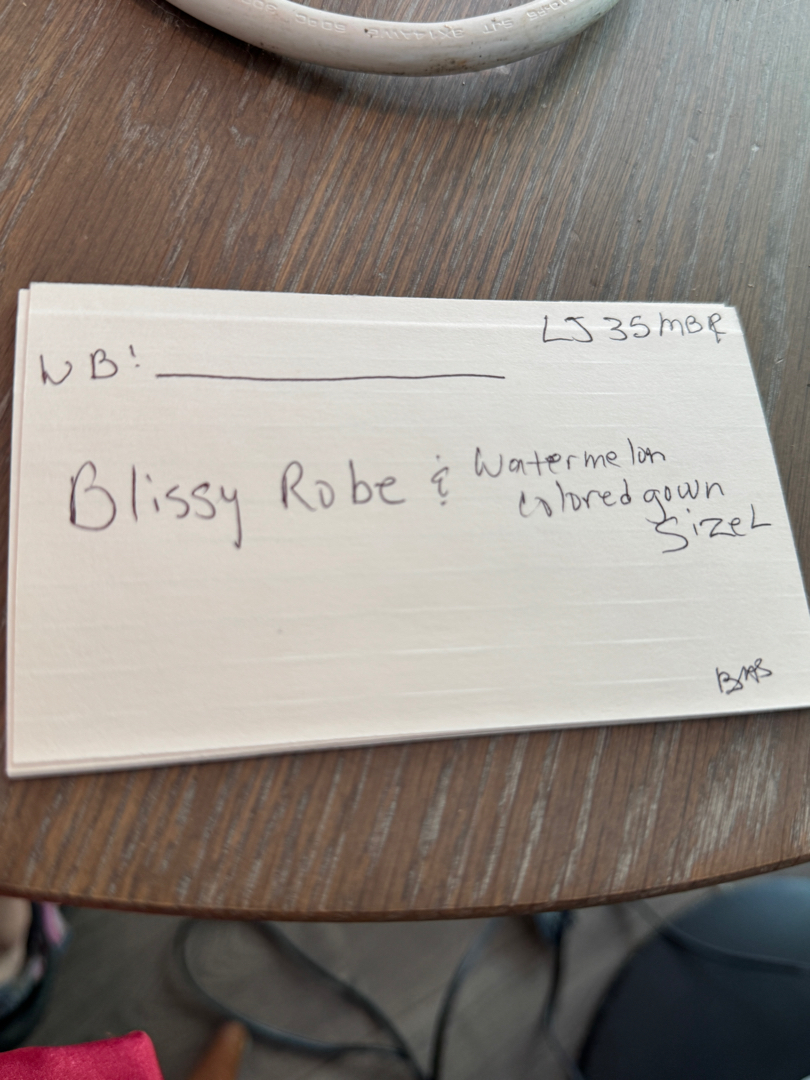 LJ 35 MBR
WB:
Blissy Robe & Watermelon
colored gown
Size L